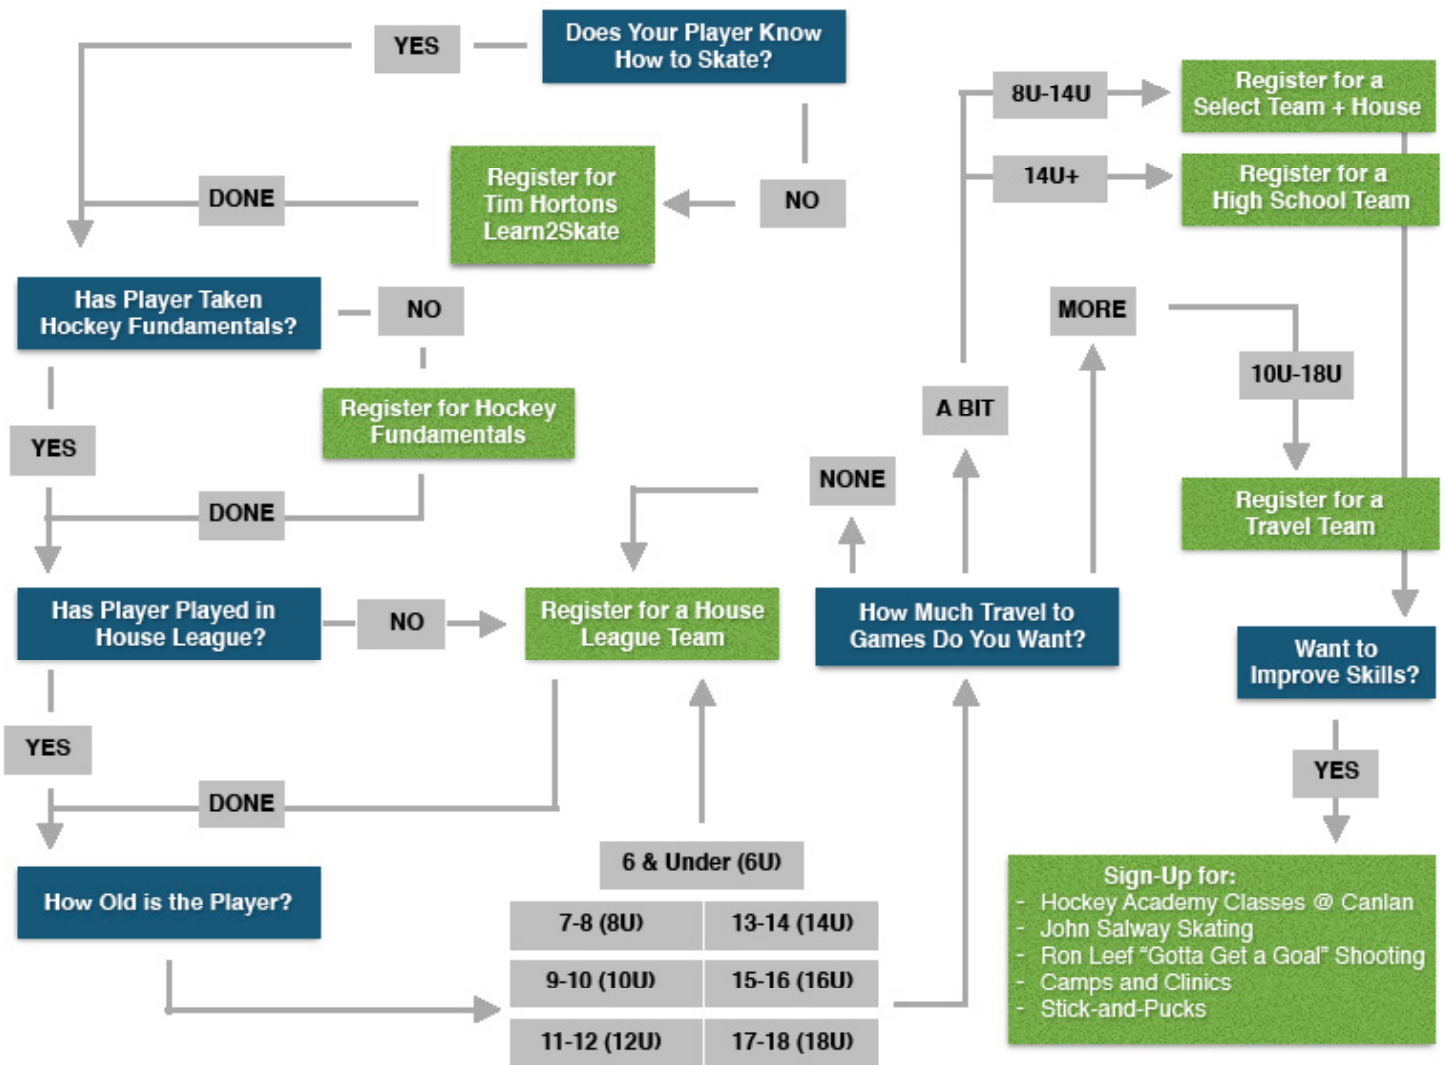 Does Your Player Know
How to Skate?
YES
NO
Register for
Tim Hortons
Learn2Skate
DONE
Has Player Taken
Hockey Fundamentals?
NO
Register for Hockey
Fundamentals
YES
DONE
Has Player Played in
House League?
NO
Register for a House
League Team
YES
DONE
How Old is the Player?
6 & Under (6U)
7-8 (8U)
13-14 (14U)
9-10 (10U)
15-16 (16U)
11-12 (12U)
17-18 (18U)
How Much Travel to
Games Do You Want?
NONE
A BIT
MORE
8U-14U
Register for a
Select Team + House
14U+
Register for a
High School Team
10U-18U
Register for a
Travel Team
Want to
Improve Skills?
YES
Sign-Up for:
- Hockey Academy Classes @ Canlan
- John Salway Skating
- Ron Leef “Gotta Get a Goal” Shooting
- Camps and Clinics
- Stick-and-Pucks